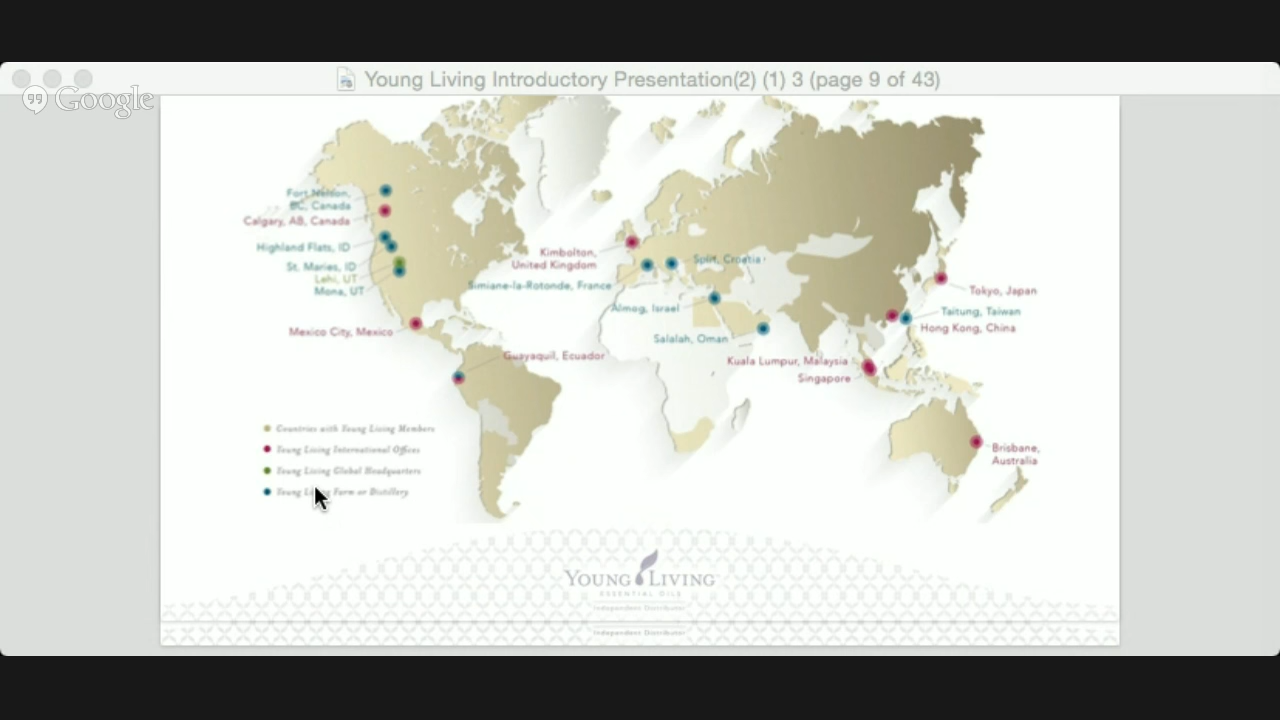 Young Living Introductory Presentation(2) (1) 3 (page 9 of 43)
Google
Fort Nelson,
BC, Canada
Calgary, AB, Canada
Highland Flats, ID
St. Maries, ID
Lehi, UT
Mona, UT
Mexico City, Mexico
Guayaquil, Ecuador
Kimbolton,
United Kingdom
Simiane-la-Rotonde, France
Split, Croatia
Almog, Israel
Salalah, Oman
Tokyo, Japan
Taitung, Taiwan
Hong Kong, China
Kuala Lumpur, Malaysia
Singapore
Brisbane,
Australia
Countries with Young Living Members
Young Living International Offices
Young Living Global Headquarters
Young Living Farm or Distillery
YOUNG LIVING
ESSENTIAL OILS
Independent Distributor
Independent Distributor